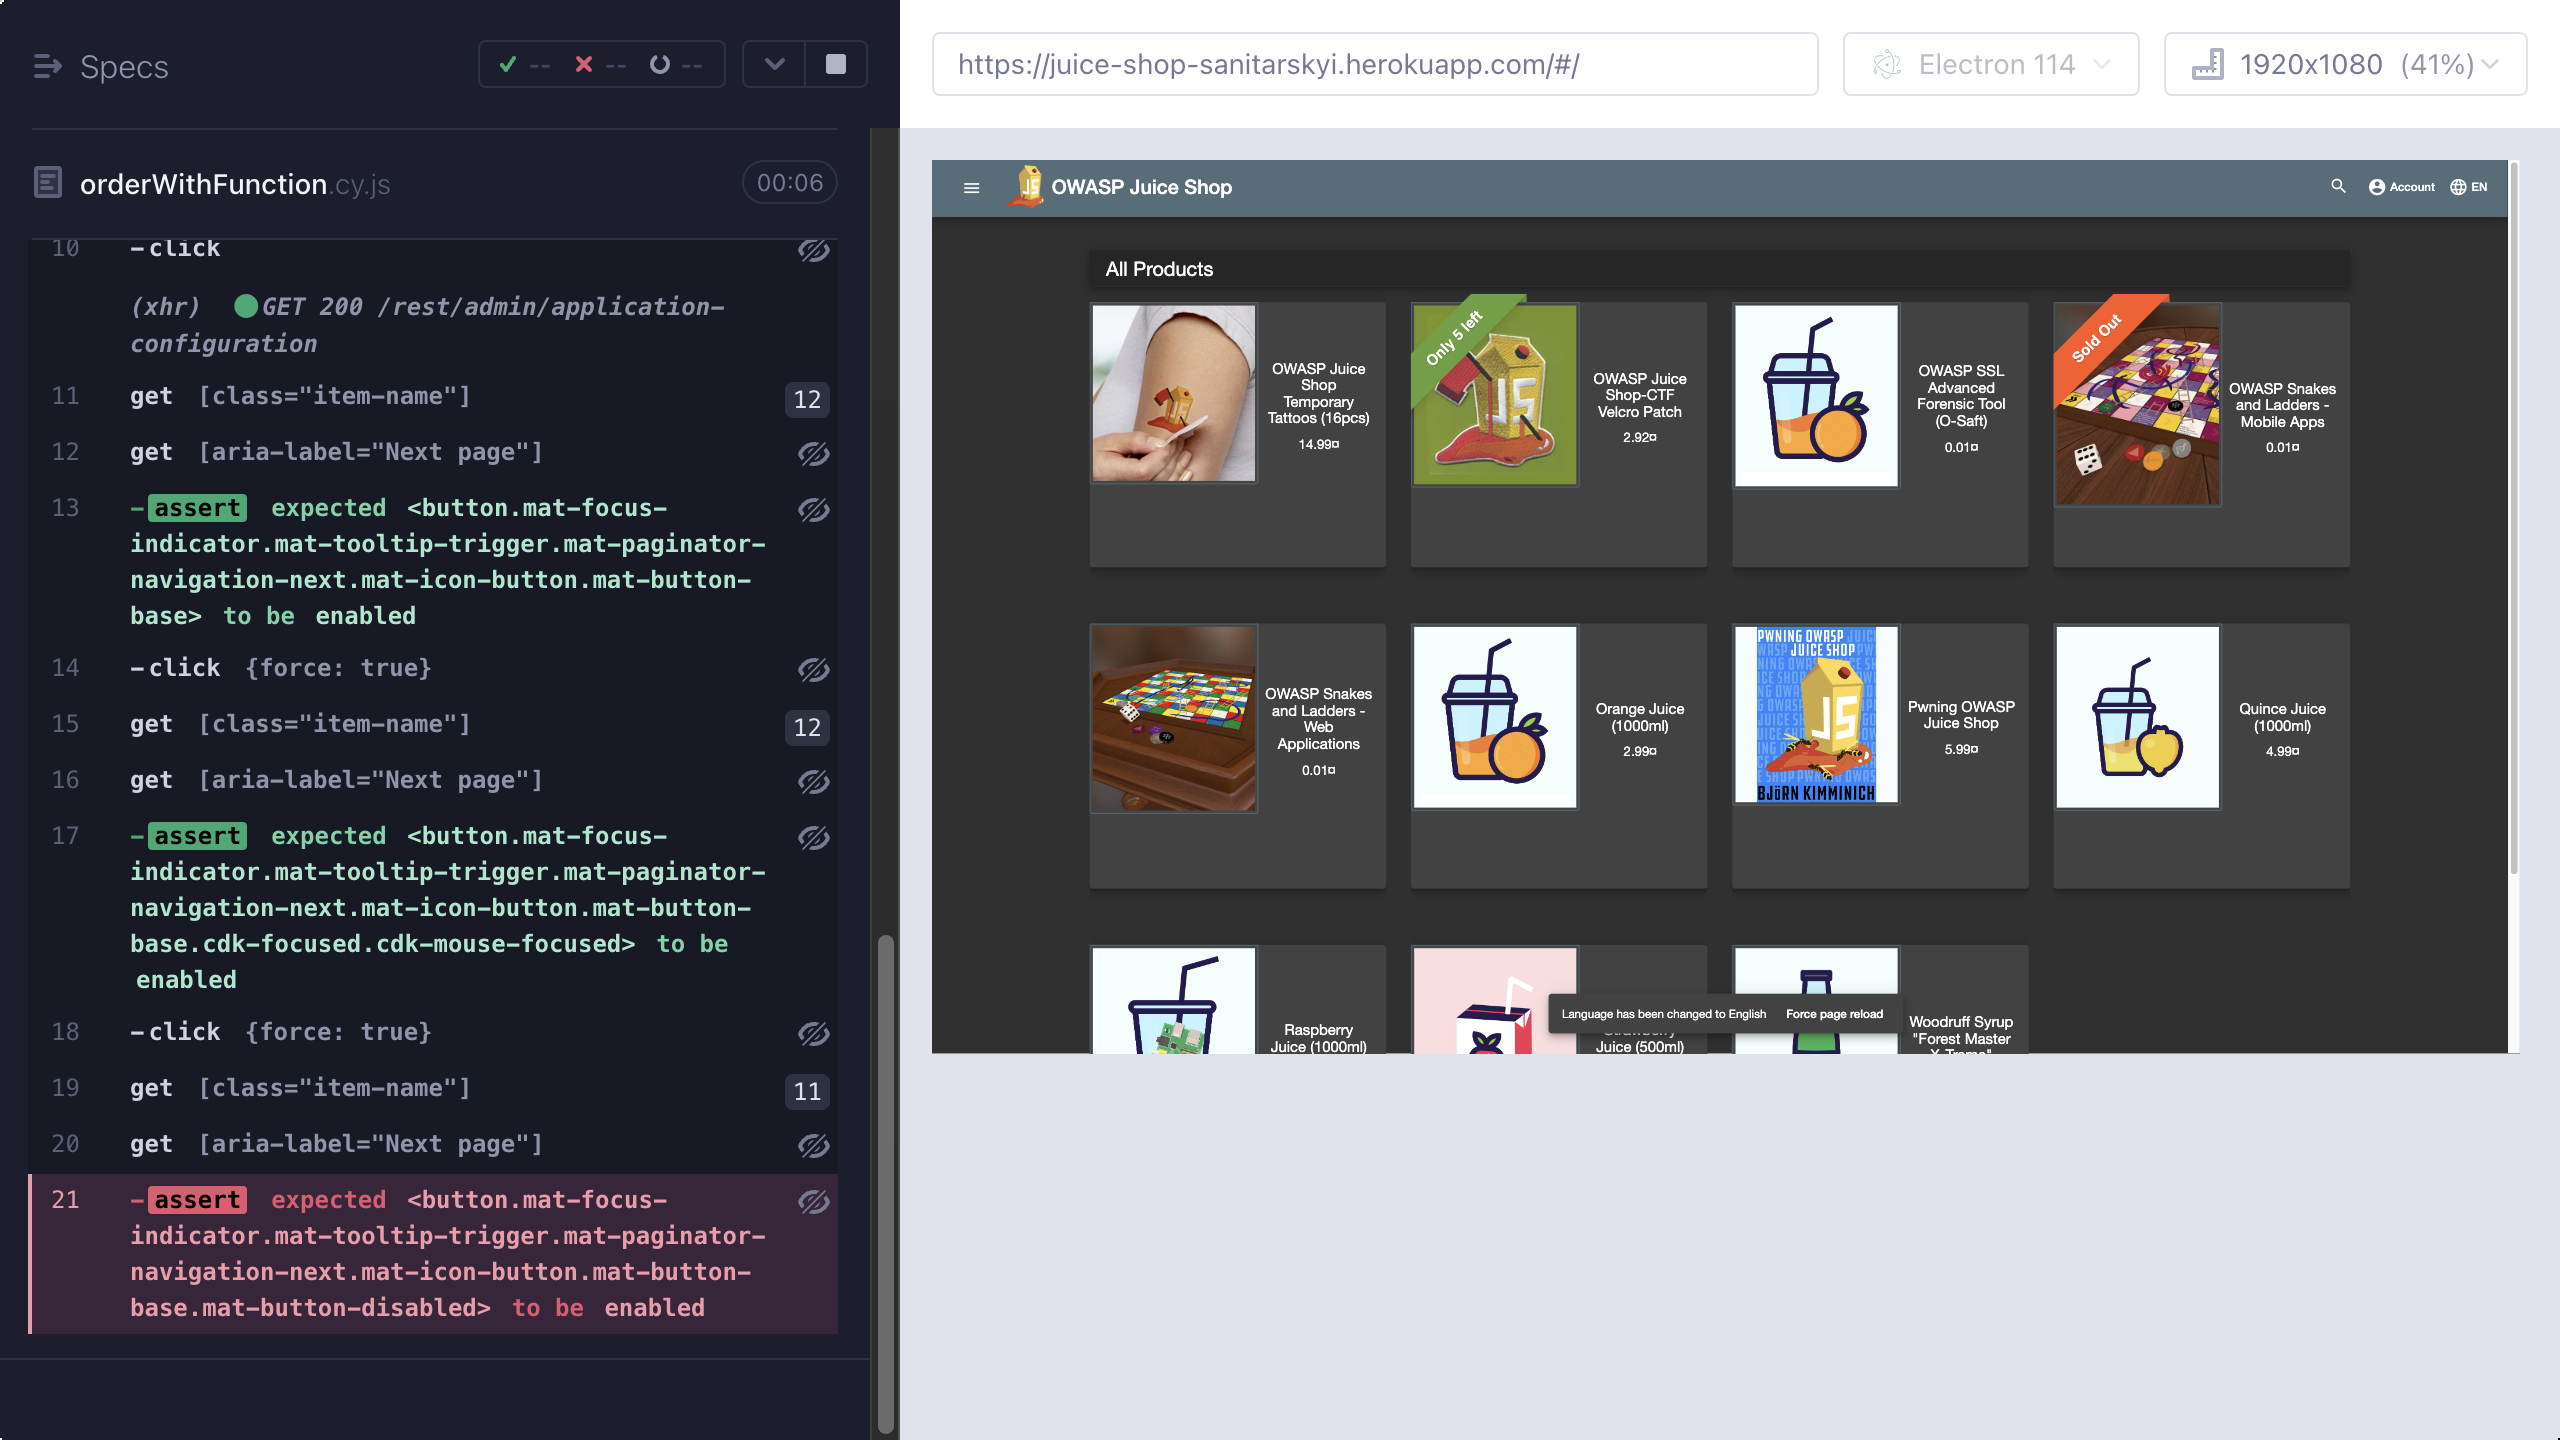 Specs
-- -- --
orderWithFunction.cy.js
00:06
10 -click
(xhr) GET 200 /rest/admin/application-
configuration
11 get [class="item-name"] 12
12 get [aria-label="Next page"]
13 -assert expected <button.mat-focus-
indicator.mat-tooltip-trigger.mat-paginator-
navigation-next.mat-icon-button.mat-button-
base> to be enabled
14 -click {force: true}
15 get [class="item-name"] 12
16 get [aria-label="Next page"]
17 -assert expected <button.mat-focus-
indicator.mat-tooltip-trigger.mat-paginator-
navigation-next.mat-icon-button.mat-button-
base.cdk-focused.cdk-mouse-focused> to be
enabled
18 -click {force: true}
19 get [class="item-name"] 11
20 get [aria-label="Next page"]
21 -assert expected <button.mat-focus-
indicator.mat-tooltip-trigger.mat-paginator-
navigation-next.mat-icon-button.mat-button-
base.mat-button-disabled> to be enabled
https://juice-shop-sanitarskyi.herokuapp.com/#/
Electron 114
1920x1080 (41%)
OWASP Juice Shop
Account
EN
All Products
OWASP Juice
Shop
Temporary
Tattoos (16pcs)
14.99¤
Only 5 left
JS
OWASP Juice
Shop-CTF
Velcro Patch
2.92¤
OWASP SSL
Advanced
Forensic Tool
(O-Saft)
0.01¤
Sold Out
OWASP Snakes
and Ladders -
Mobile Apps
0.01¤
OWASP Snakes
and Ladders -
Web
Applications
0.01¤
Orange Juice
(1000ml)
2.99¤
PWNING OWASP
JUICE SHOP
JS
BJöRN KIMMINICH
Pwning OWASP
Juice Shop
5.99¤
Quince Juice
(1000ml)
4.99¤
Raspberry
Juice (1000ml)
Juice (500ml)
Language has been changed to English Force page reload
Woodruff Syrup
"Forest Master